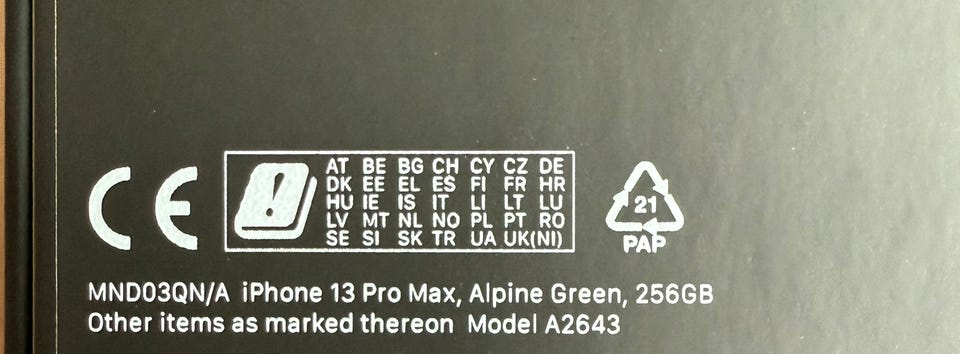 CE
!
AT BE BG CH CY CZ DE
DK EE EL ES FI FR HR
HU IE IS IT LI LT LU
LV MT NL NO PL PT RO
SE SI SK TR UA UK(NI)
21
PAP
MND03QN/A iPhone 13 Pro Max, Alpine Green, 256GB
Other items as marked thereon Model A2643